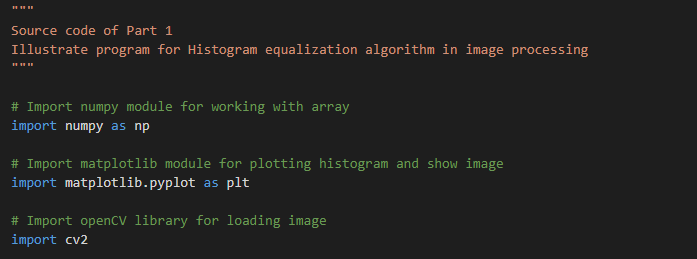 """
Source code of Part 1
Illustrate program for Histogram equalization algorithm in image processing
"""
# Import numpy module for working with array
import numpy as np
# Import matplotlib module for plotting histogram and show image
import matplotlib.pyplot as plt
# Import openCV library for loading image
import cv2